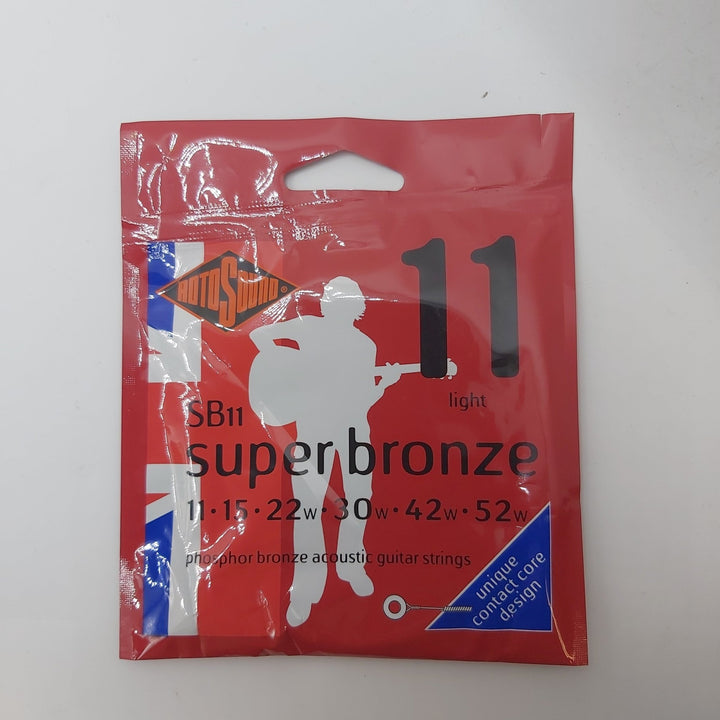 ROTOSOUND®
11
light
SB11
super bronze
11·15·22w·30w·42w·52w
phosphor bronze acoustic guitar strings
unique
contact core
design